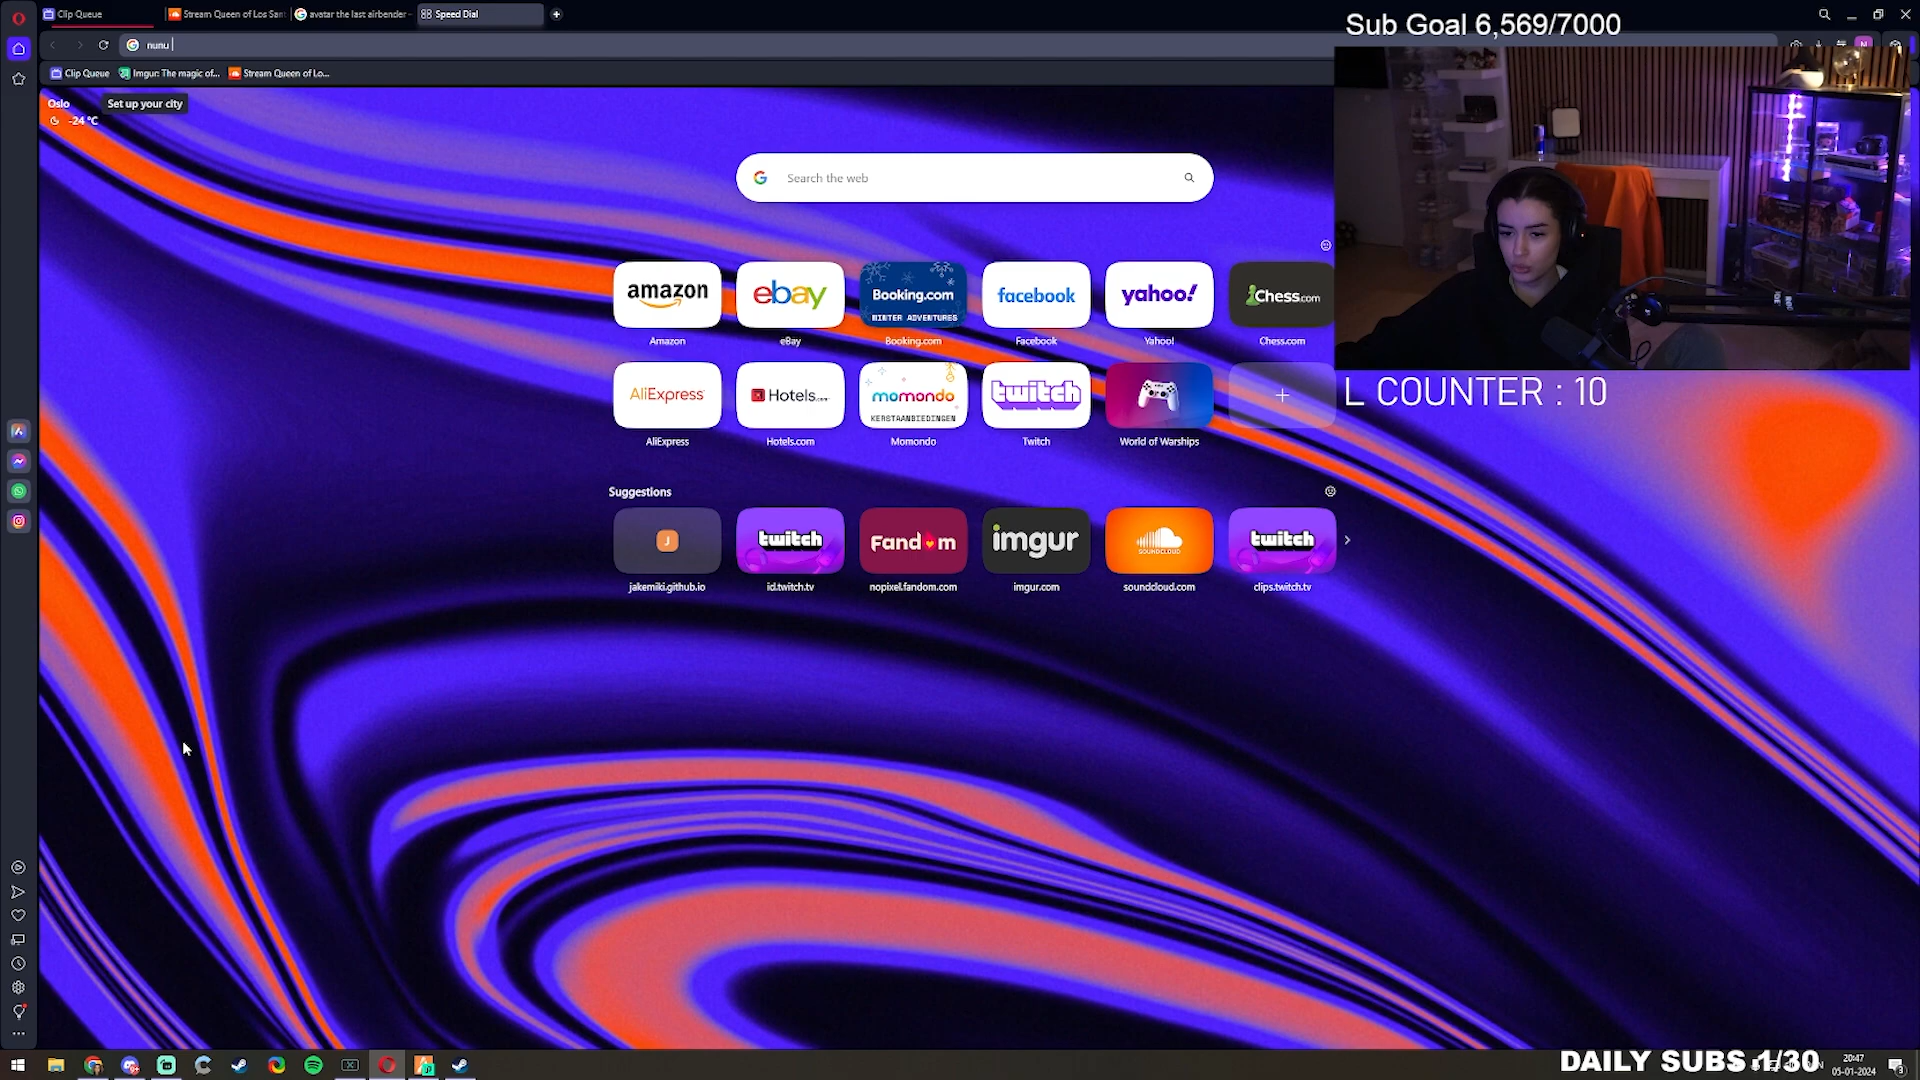 Clip Queue
Stream Queen of Los San
avatar the last airbender -
Speed Dial
Sub Goal 6,569/7000
nunu
Clip Queue
Imgur: The magic of...
Stream Queen of Lo...
Oslo
Set up your city
-24 °C
Search the web
amazon
ebay
Booking.com
WINTER ADVENTURES
facebook
yahoo!
Chess.com
Amazon
eBay
Booking.com
Facebook
Yahoo!
Chess.com
AliExpress
Hotels.com
momondo
KERSTAANBIEDINGEN
twitch
AliExpress
Hotels.com
Momondo
Twitch
World of Warships
L COUNTER : 10
Suggestions
J
twitch
Fandom
imgur
SOUNDCLOUD
twitch
jakemiki.github.io
id.twitch.tv
nopixel.fandom.com
imgur.com
soundcloud.com
clips.twitch.tv
DAILY SUBS 1/30
20:47
05-01-2024